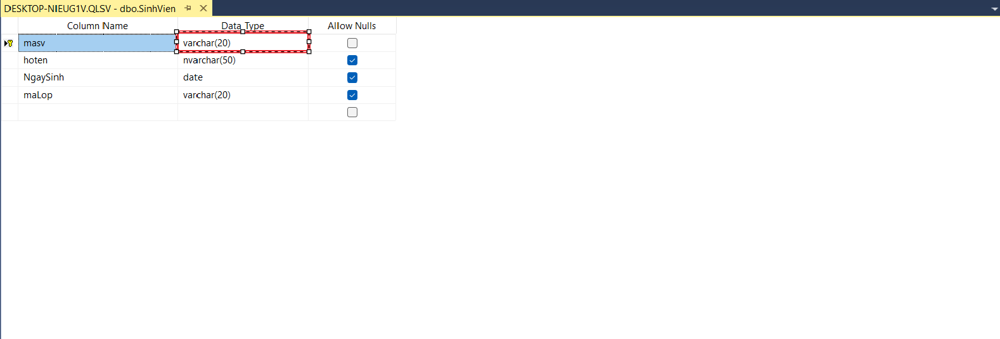 DESKTOP-NIEUG1V.QLSV - dbo.SinhVien
Column Name Data Type Allow Nulls
masv varchar(20)
hoten nvarchar(50)
NgaySinh date
maLop varchar(20)